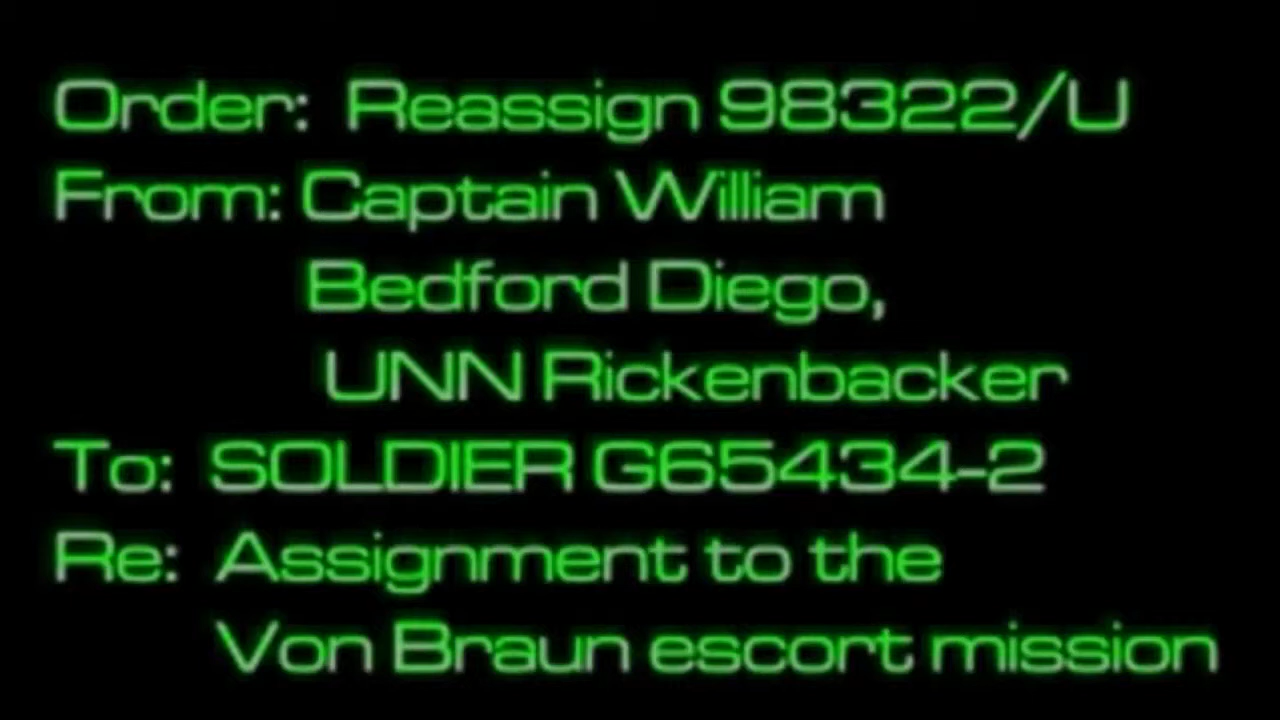 Order: Reassign 98322/U
From: Captain William
Bedford Diego,
UNN Rickenbacker
To: SOLDIER G65434-2
Re: Assignment to the
Von Braun escort mission